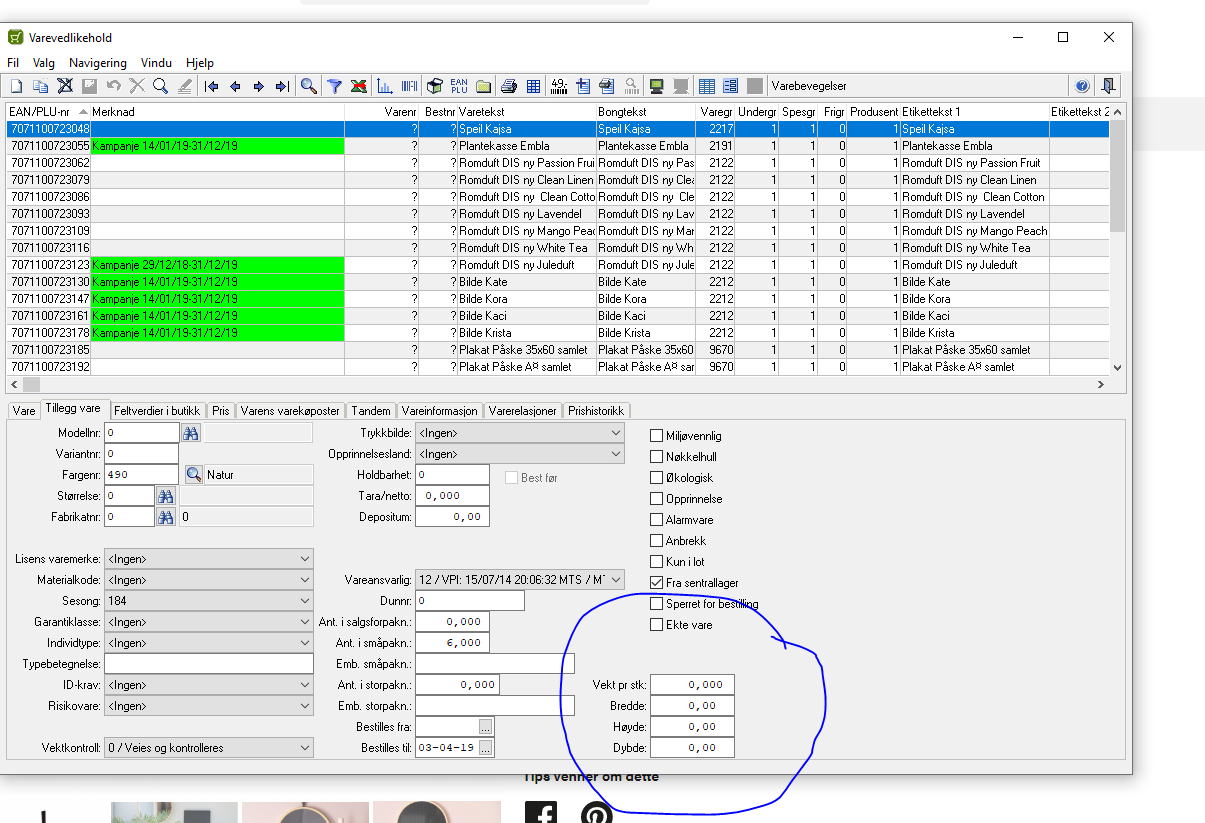 Varevedlikehold
Fil Valg Navigering Vindu Hjelp
EAN PLU 49,- Varebevegelser
EAN/PLU-nr Merknad Varenr Bestnr Varetekst Bongtekst Varegr Undergr Spesgr Frigr Produsent Etikettekst 1 Etikettekst 2
7071100723048 ? ? Speil Kajsa Speil Kajsa 2217 1 1 0 1 Speil Kajsa
7071100723055 Kampanje 14/01/19-31/12/19 ? ? Plantekasse Embla Plantekasse Embla 2191 1 1 0 1 Plantekasse Embla
7071100723062 ? ? Romduft DIS ny Passion Frui Romduft DIS ny Pas 2122 1 1 0 1 Romduft DIS ny Passion Fruit
7071100723079 ? ? Romduft DIS ny Clean Linen Romduft DIS ny Clea 2122 1 1 0 1 Romduft DIS ny Clean Linen
7071100723086 ? ? Romduft DIS ny Clean Cotto Romduft DIS ny Cle 2122 1 1 0 1 Romduft DIS ny Clean Cotton
7071100723093 ? ? Romduft DIS ny Lavendel Romduft DIS ny Lav 2122 1 1 0 1 Romduft DIS ny Lavendel
7071100723109 ? ? Romduft DIS ny Mango Peac Romduft DIS ny Mar 2122 1 1 0 1 Romduft DIS ny Mango Peach
7071100723116 ? ? Romduft DIS ny White Tea Romduft DIS ny Wh 2122 1 1 0 1 Romduft DIS ny White Tea
7071100723123 Kampanje 29/12/18-31/12/19 ? ? Romduft DIS ny Juleduft Romduft DIS ny Jule 2122 1 1 0 1 Romduft DIS ny Juleduft
7071100723130 Kampanje 14/01/19-31/12/19 ? ? Bilde Kate Bilde Kate 2212 1 1 0 1 Bilde Kate
7071100723147 Kampanje 14/01/19-31/12/19 ? ? Bilde Kora Bilde Kora 2212 1 1 0 1 Bilde Kora
7071100723161 Kampanje 14/01/19-31/12/19 ? ? Bilde Kaci Bilde Kaci 2212 1 1 0 1 Bilde Kaci
7071100723178 Kampanje 14/01/19-31/12/19 ? ? Bilde Krista Bilde Krista 2212 1 1 0 1 Bilde Krista
7071100723185 ? ? Plakat Påske 35x60 samlet Plakat Påske 35x60 9670 1 1 0 1 Plakat Påske 35x60 samlet
7071100723192 ? ? Plakat Påske A¤ samlet Plakat Påske A¤ sar 9670 1 1 0 1 Plakat Påske A¤ samlet
Vare Tillegg vare Feltverdier i butikk Pris Varens varekøposter Tandem Vareinformasjon Varerelasjoner Prishistorikk
Modellnr: 0 Trykkbilde: <Ingen> Miljøvennlig
Variantnr: 0 Opprinnelsesland: <Ingen> Nøkkelhull
Fargenr: 490 Natur Holdbarhet: 0 Best før Økologisk
Størrelse: 0 Tara/netto: 0,000 Opprinnelse
Fabrikatnr: 0 0 Depositum: 0,00 Alarmvare
Anbrekk
Lisens varemerke: <Ingen> Kun i lot
Materialkode: <Ingen> Vareansvarlig: 12 / VPI: 15/07/14 20:06:32 MTS / M Fra sentrallager
Sesong: 184 Dunnr: 0 Sperret for bestilling
Garantiklasse: <Ingen> Ant. i salgsforpakn.: 0,000 Ekte vare
Individtype: <Ingen> Ant. i småpakn.: 6,000
Typebetegnelse: Emb. småpakn.:
ID-krav: <Ingen> Ant. i storpakn.: 0,000 Vekt pr stk: 0,000
Risikovare: <Ingen> Emb. storpakn.: Bredde: 0,00
Bestilles fra: ... Høyde: 0,00
Vektkontroll: 0 / Veies og kontrolleres Bestilles til: 03-04-19 ... Dybde: 0,00
Tips venner om dette